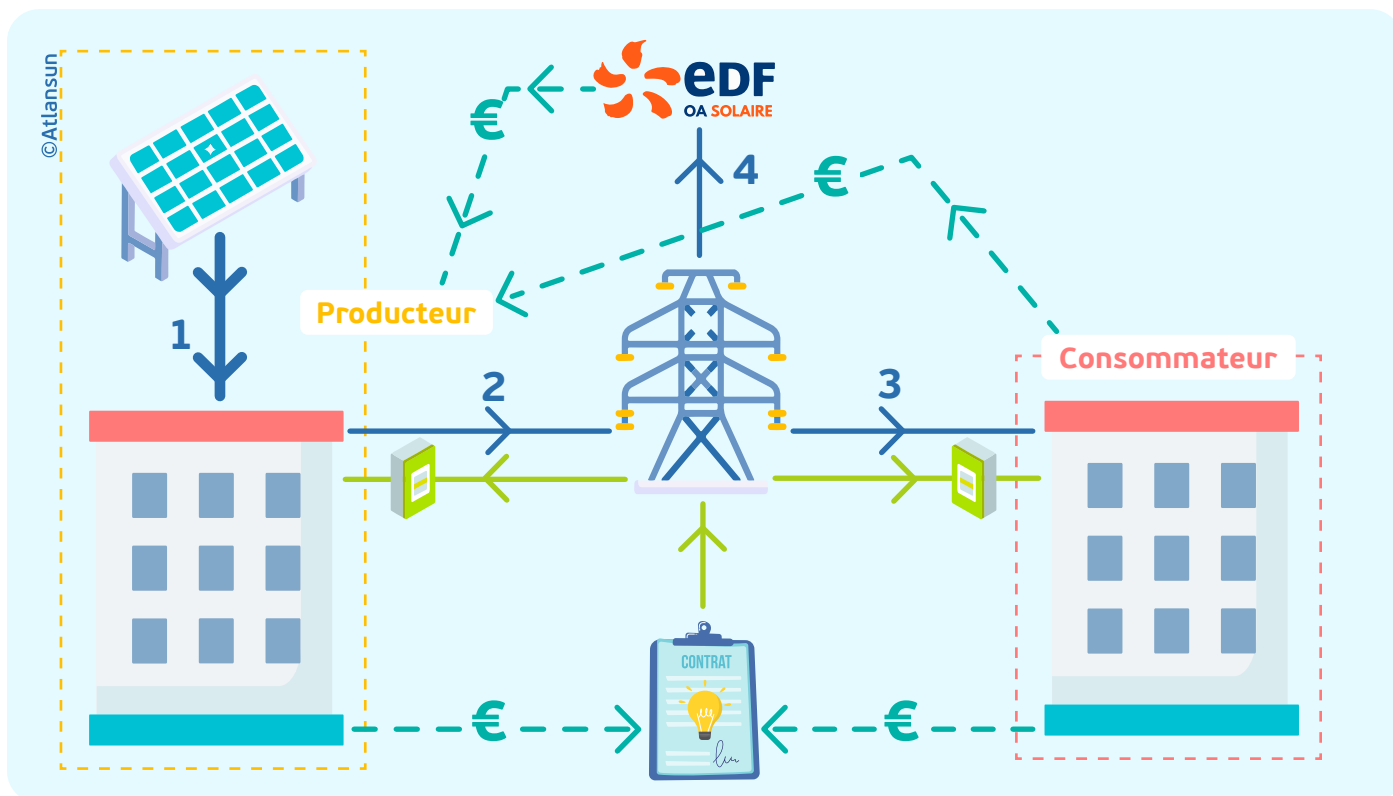 ©Atlansun
eDF
OA SOLAIRE
€
4
€
1
Producteur
2
3
Consommateur
CONTRAT
€
€